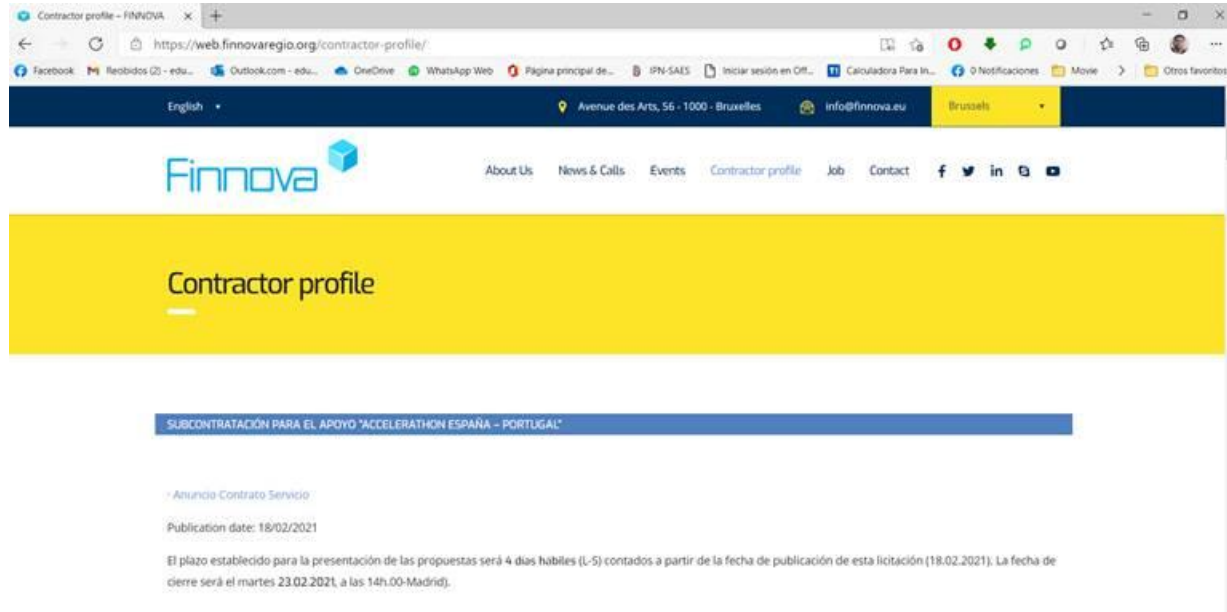 Contractor profile – FINNOVA
https://web.finnovaregio.org/contractor-profile/
Facebook Recibidos (2) - edu... Outlook.com - edu... OneDrive WhatsApp Web Página principal de... IPN-SAES Iniciar sesión en Off... Calculadora Para In... 0 Notificaciones Movie Otros favoritos
English Avenue des Arts, 56 - 1000 - Bruxelles info@finnova.eu Brussels
Finnova
About Us News & Calls Events Contractor profile Job Contact
Contractor profile
SUBCONTRATACIÓN PARA EL APOYO "ACCELERATHON ESPAÑA – PORTUGAL"
· Anuncio Contrato Servicio
Publication date: 18/02/2021
El plazo establecido para la presentación de las propuestas será 4 días hábiles (L-S) contados a partir de la fecha de publicación de esta licitación (18.02.2021). La fecha de
cierre será el martes 23.02.2021, a las 14h.00-Madrid).